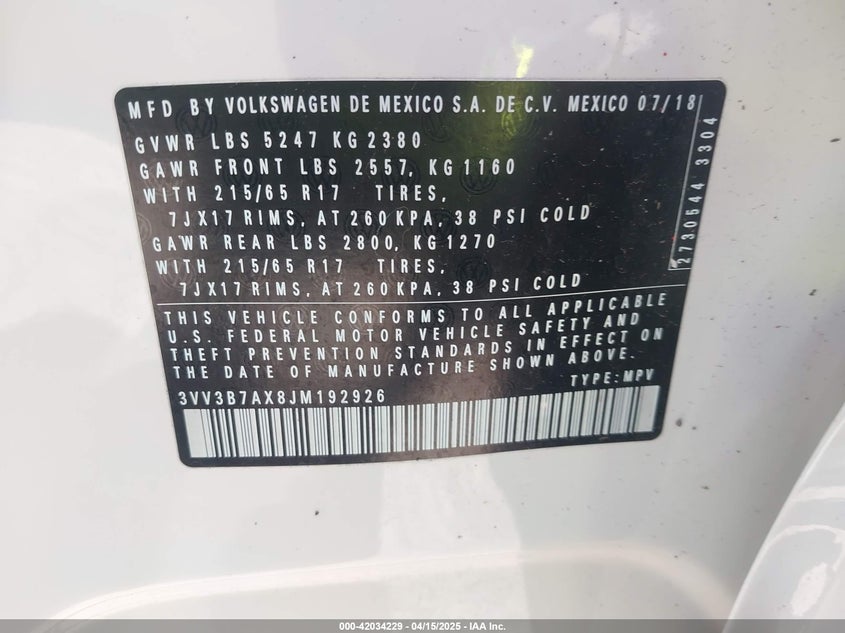 MFD BY VOLKSWAGEN DE MEXICO S.A. DE C.V. MEXICO 07/18
GVWR LBS 5247 KG 2380
GAWR FRONT LBS 2557, KG 1160
WITH 215/65 R17 TIRES,
7JX17 RIMS, AT 260 KPA, 38 PSI COLD
GAWR REAR LBS 2800, KG 1270
WITH 215/65 R17 TIRES,
7JX17 RIMS, AT 260 KPA, 38 PSI COLD
2730544 3304
THIS VEHICLE CONFORMS TO ALL APPLICABLE
U.S. FEDERAL MOTOR VEHICLE SAFETY AND
THEFT PREVENTION STANDARDS IN EFFECT ON
THE DATE OF MANUFACTURE SHOWN ABOVE.
3VV3B7AX8JM192926 TYPE: MPV
000-42034229 - 04/15/2025 - IAA Inc.